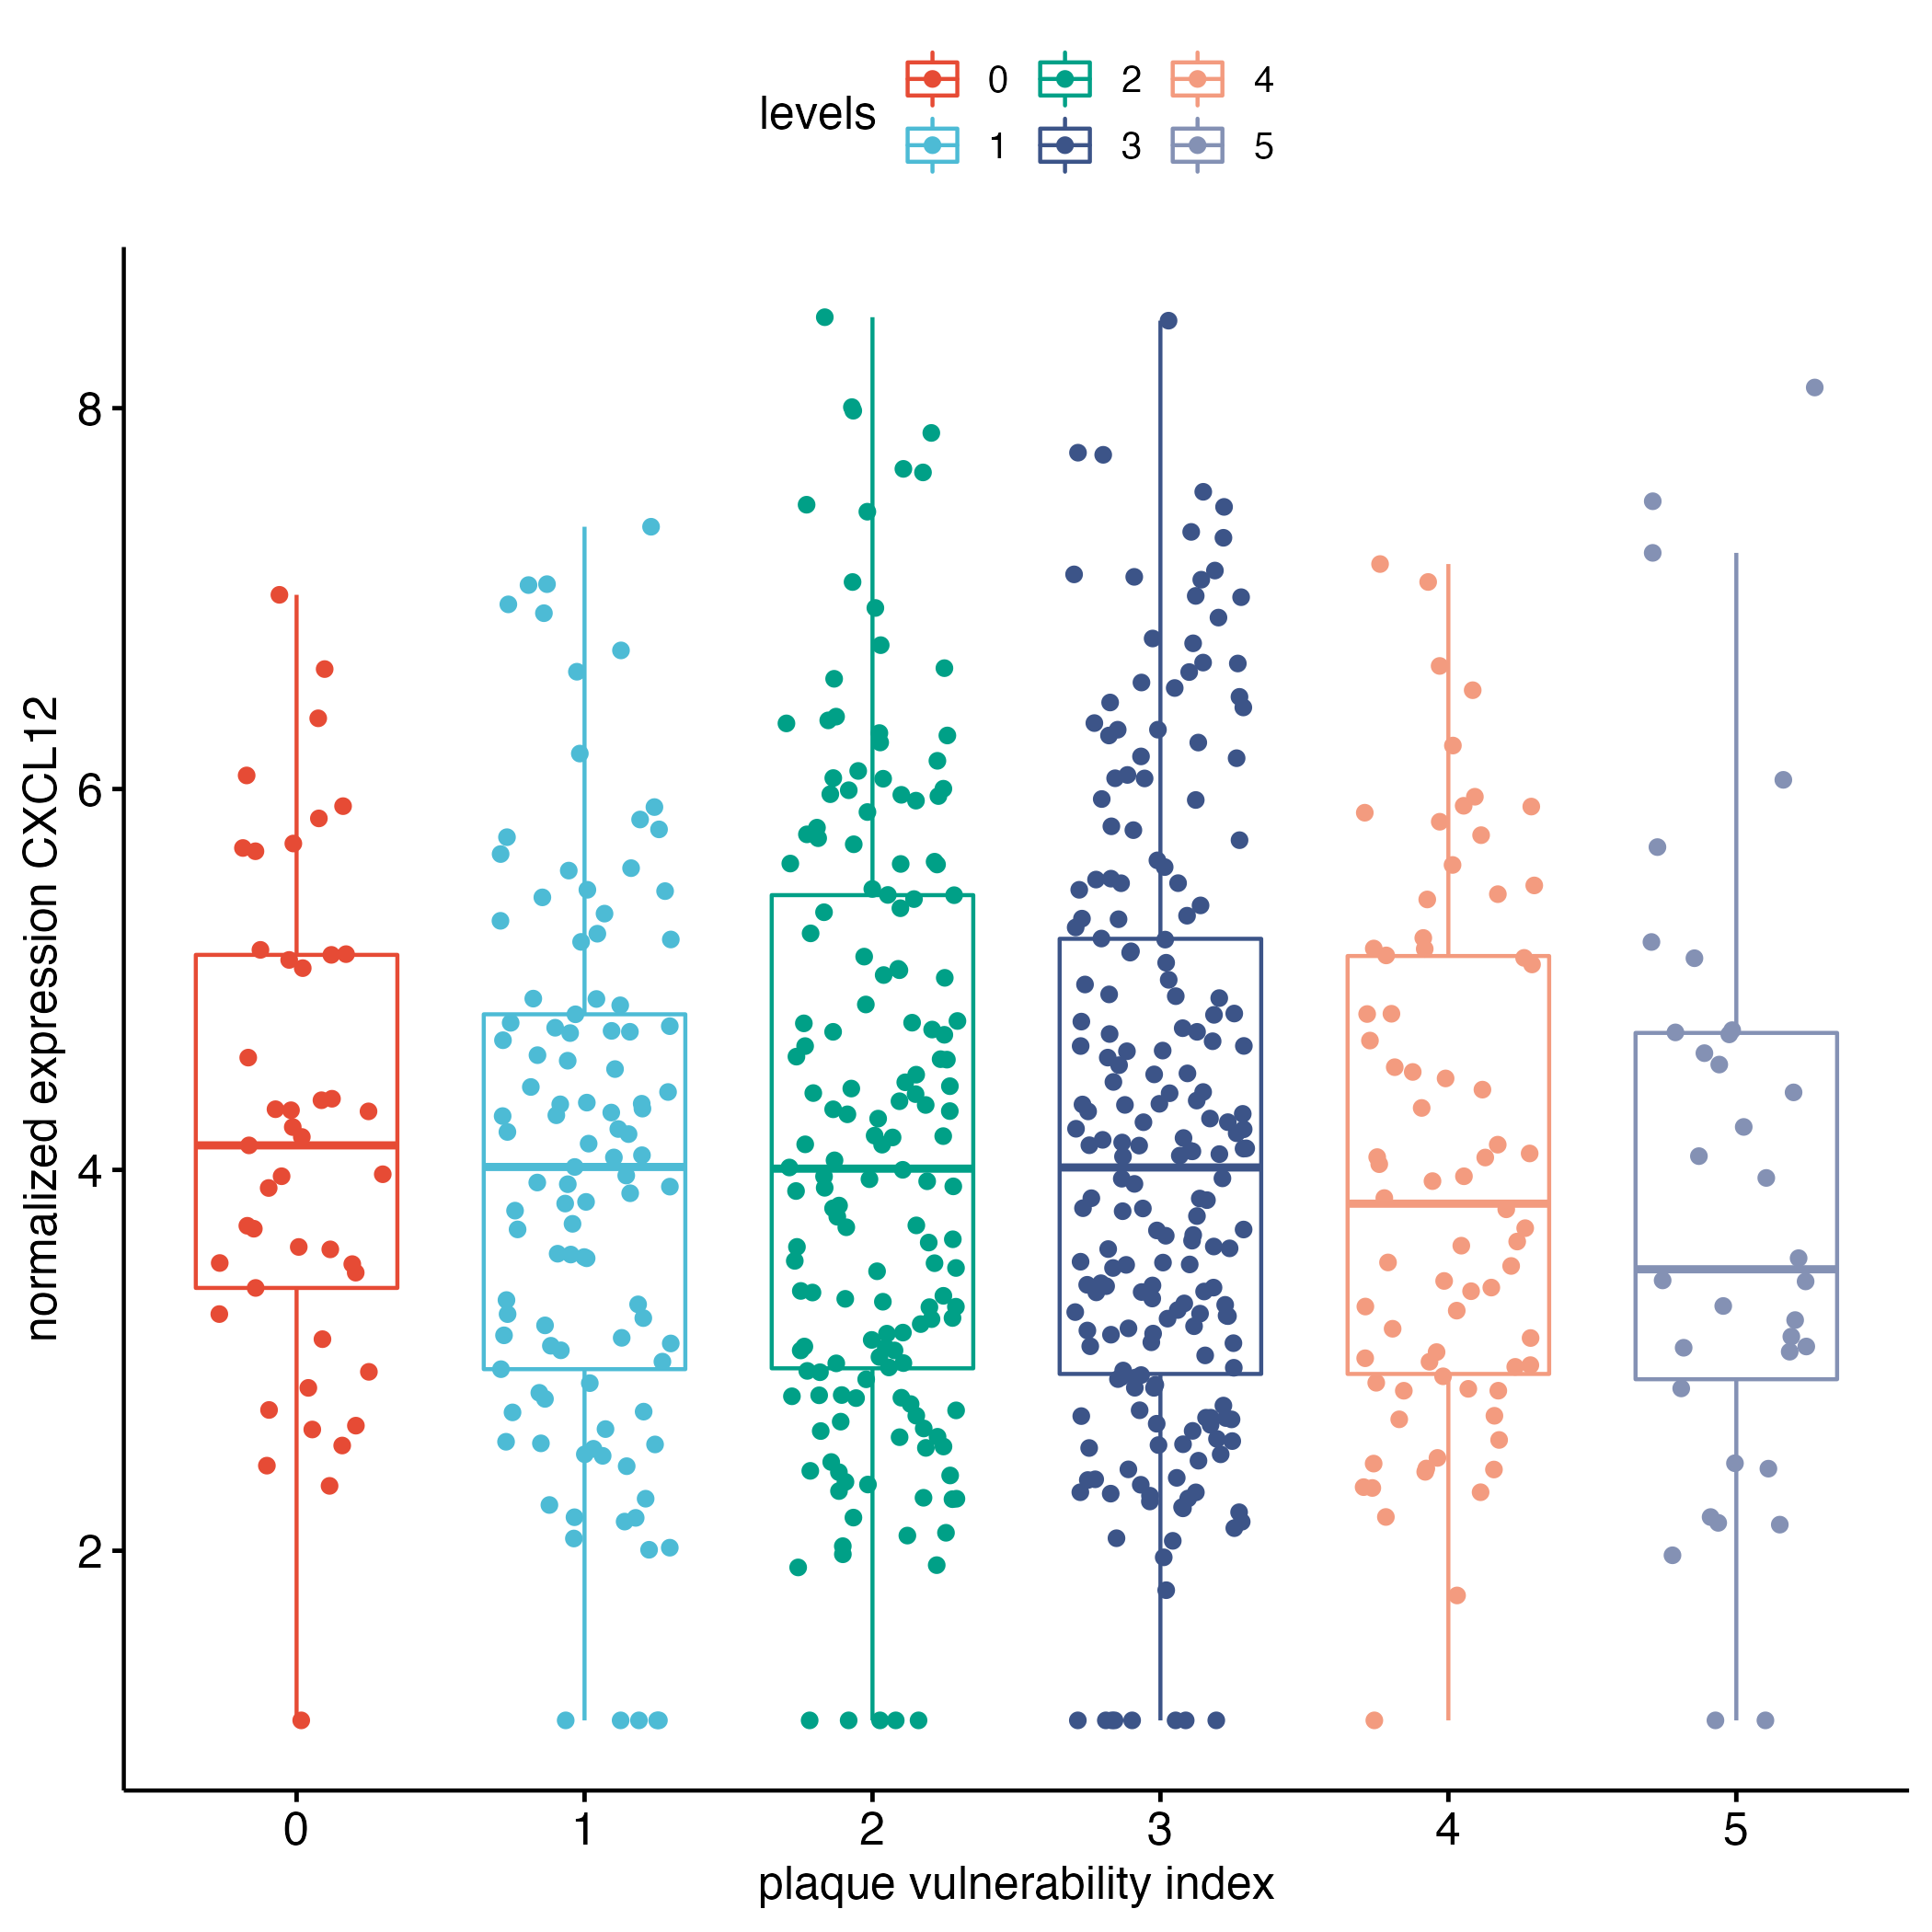 levels
0 2 4
1 3 5
normalized expression CXCL12
8
6
4
2
0 1 2 3 4 5
plaque vulnerability index